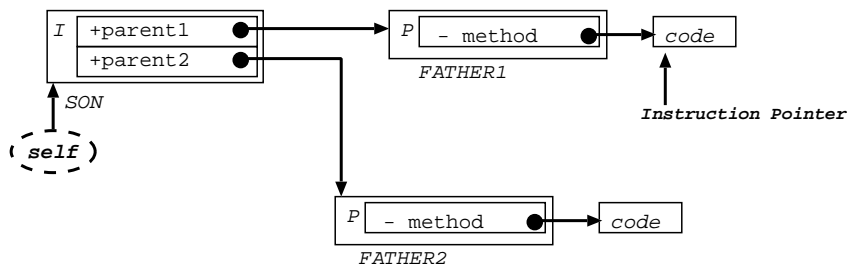 I +parent1
+parent2
SON
self
P - method
FATHER1
code
Instruction Pointer
P - method
FATHER2
code